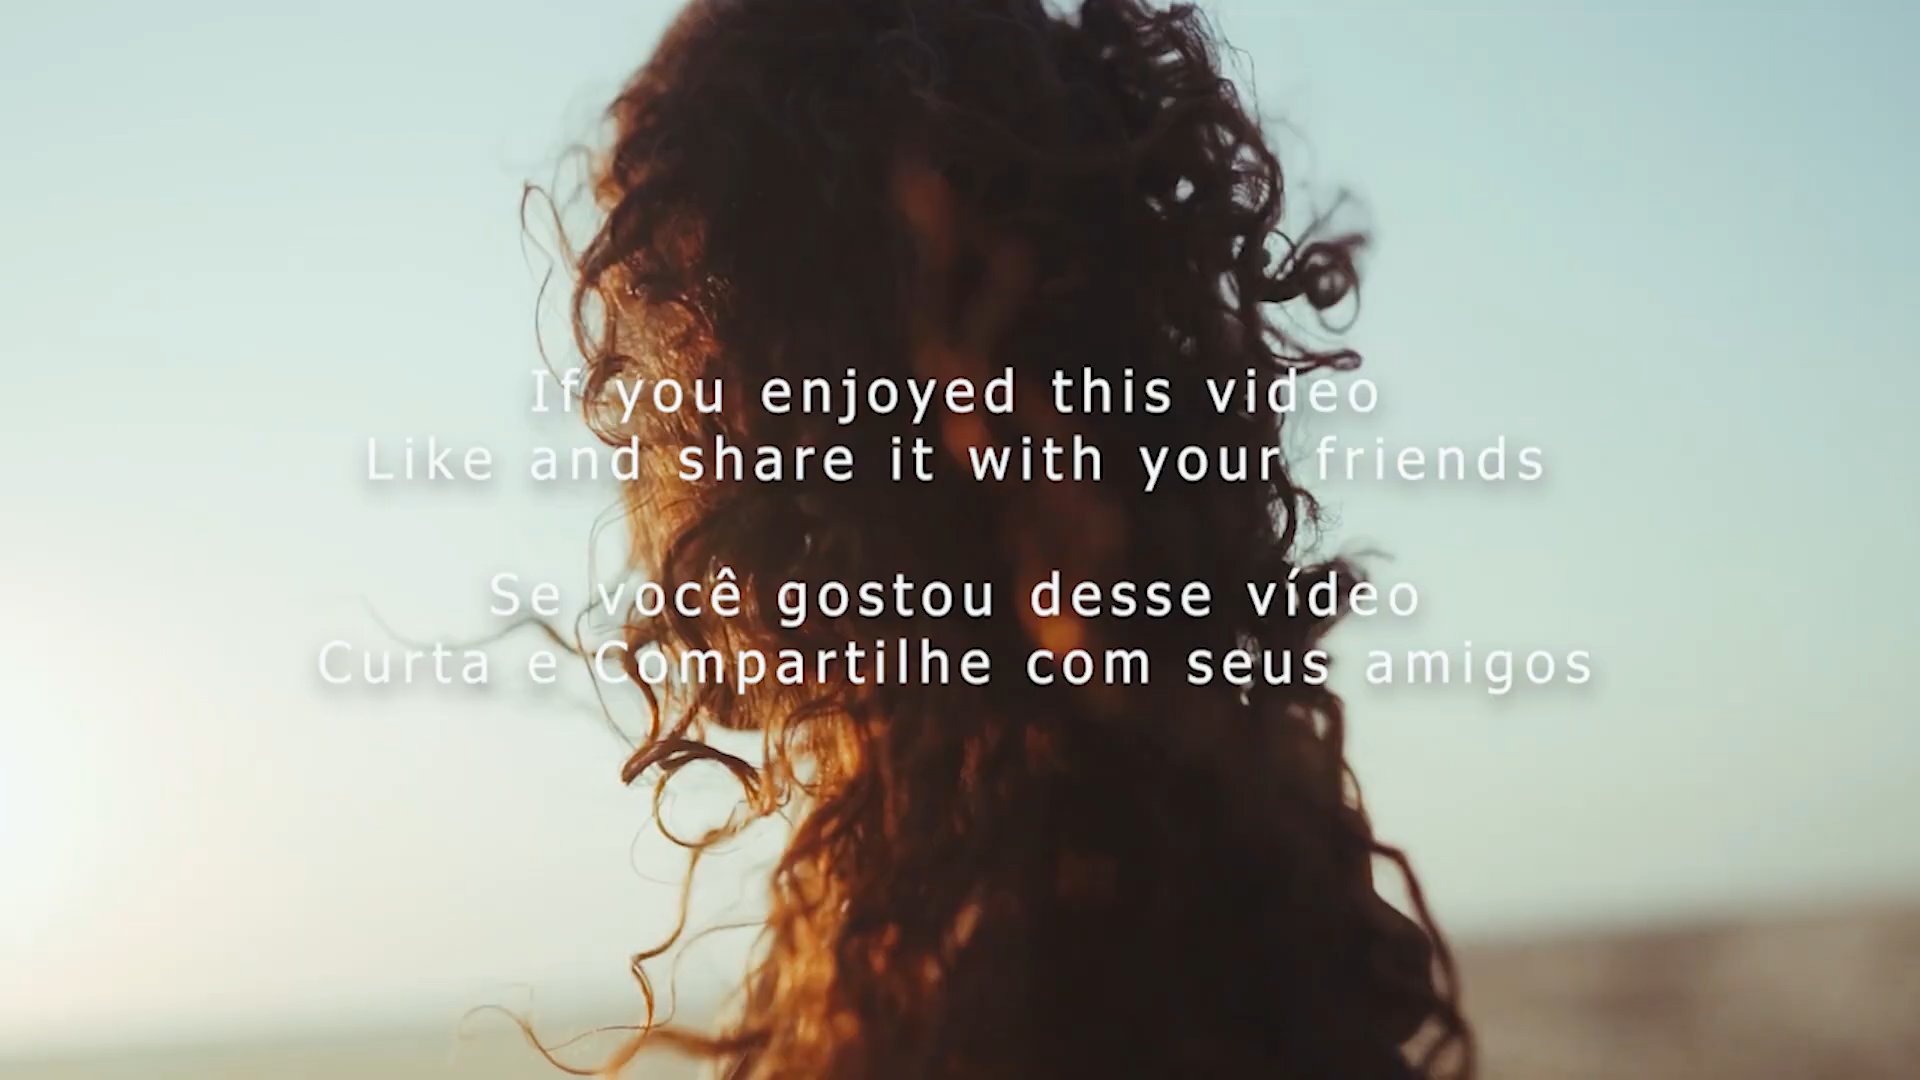 If you enjoyed this video
Like and share it with your friends
Se você gostou desse vídeo
Curta e Compartilhe com seus amigos